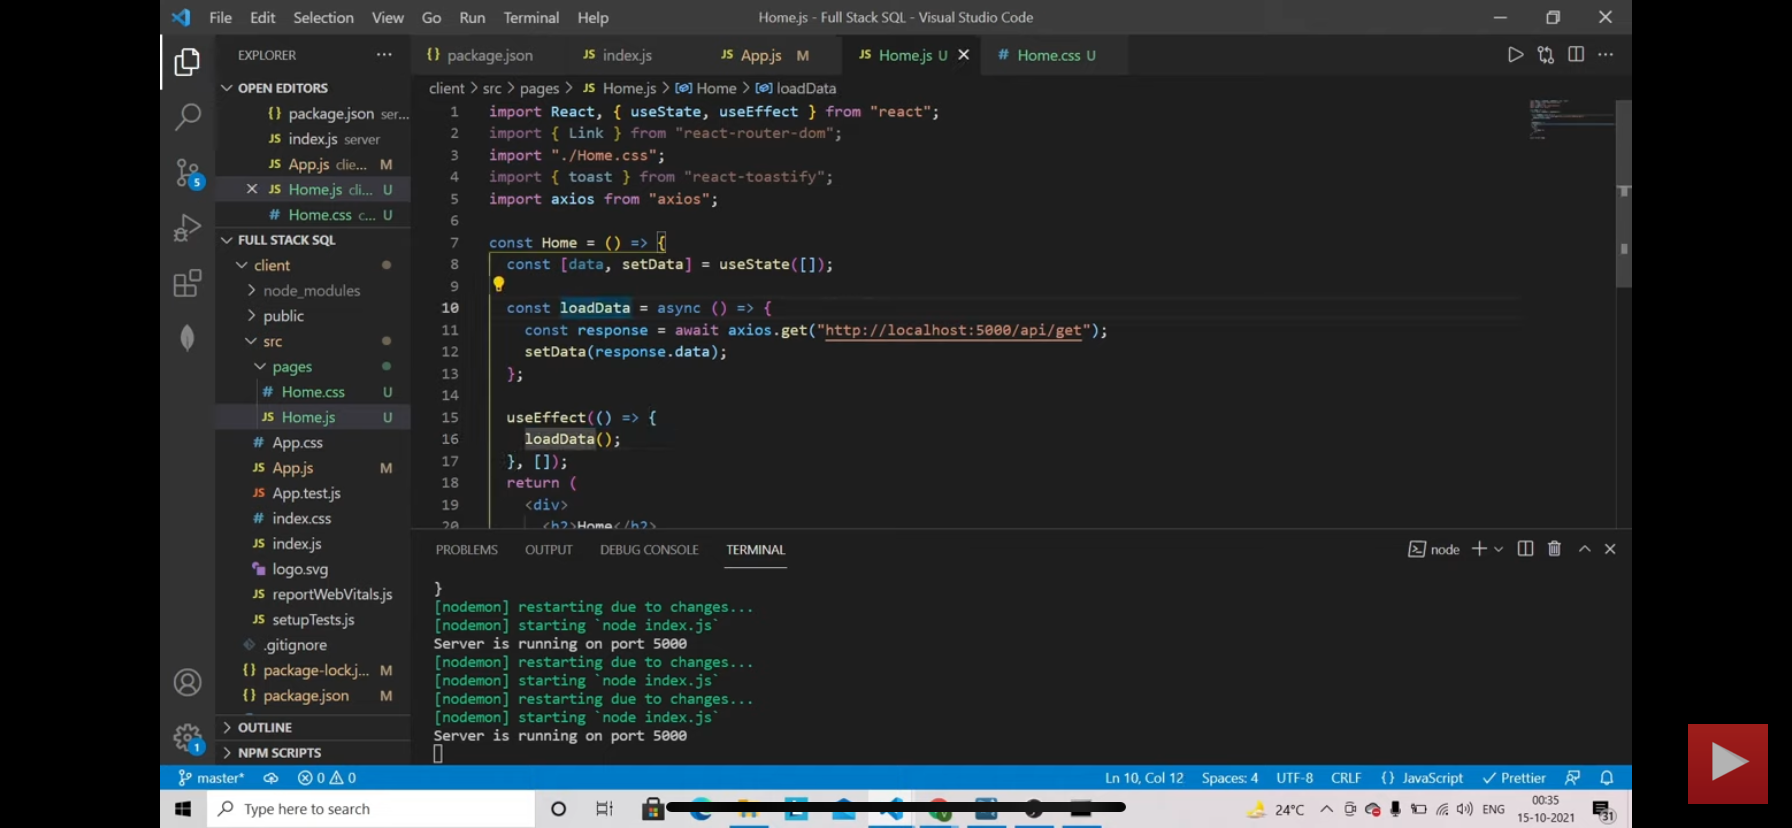 File Edit Selection View Go Run Terminal Help
Home.js - Full Stack SQL - Visual Studio Code
EXPLORER
{} package.json
JS index.js
JS App.js M
JS Home.js U
# Home.css U
OPEN EDITORS
{} package.json ser...
JS index.js server
JS App.js clie... M
JS Home.js cli... U
# Home.css c... U
5
FULL STACK SQL
client
node_modules
public
src
pages
# Home.css U
JS Home.js U
# App.css
JS App.js M
JS App.test.js
# index.css
JS index.js
logo.svg
JS reportWebVitals.js
JS setupTests.js
.gitignore
{} package-lock.j... M
{} package.json M
OUTLINE
NPM SCRIPTS
1
client > src > pages > JS Home.js > Home > loadData
1 import React, { useState, useEffect } from "react";
2 import { Link } from "react-router-dom";
3 import "./Home.css";
4 import { toast } from "react-toastify";
5 import axios from "axios";
6
7 const Home = () => {
8 const [data, setData] = useState([]);
9
10 const loadData = async () => {
11 const response = await axios.get("http://localhost:5000/api/get");
12 setData(response.data);
13 };
14
15 useEffect(() => {
16 loadData();
17 }, []);
18 return (
19 <div>
20 <h2>Home</h2>
PROBLEMS OUTPUT DEBUG CONSOLE TERMINAL
node
}
[nodemon] restarting due to changes...
[nodemon] starting `node index.js`
Server is running on port 5000
[nodemon] restarting due to changes...
[nodemon] starting `node index.js`
[nodemon] restarting due to changes...
[nodemon] starting `node index.js`
Server is running on port 5000
master* 0 0
Ln 10, Col 12 Spaces: 4 UTF-8 CRLF {} JavaScript Prettier
Type here to search
24°C
ENG
00:35
15-10-2021
31